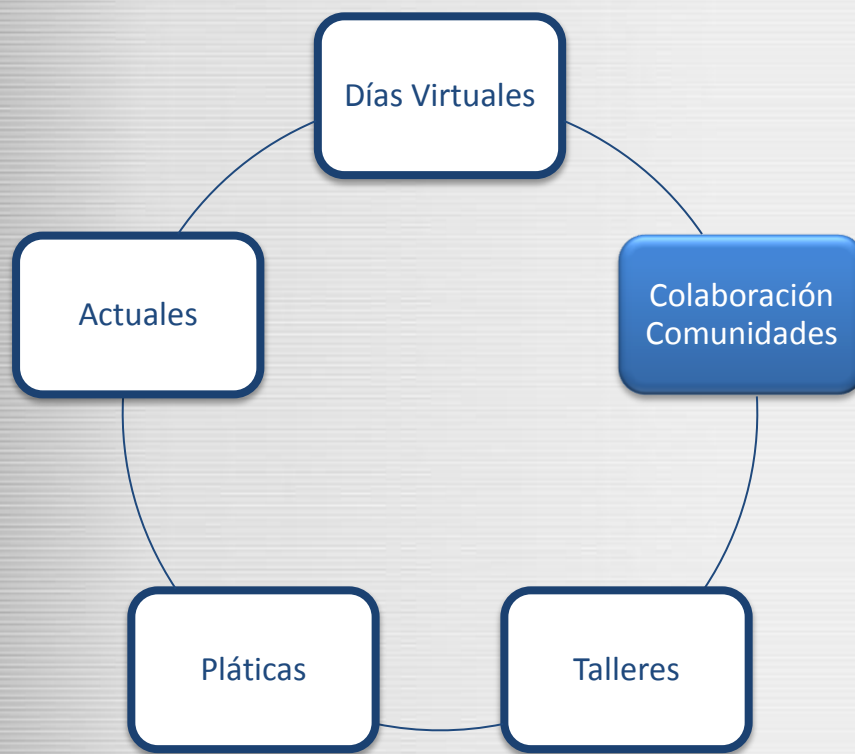 Días Virtuales
Colaboración
Comunidades
Talleres
Pláticas
Actuales